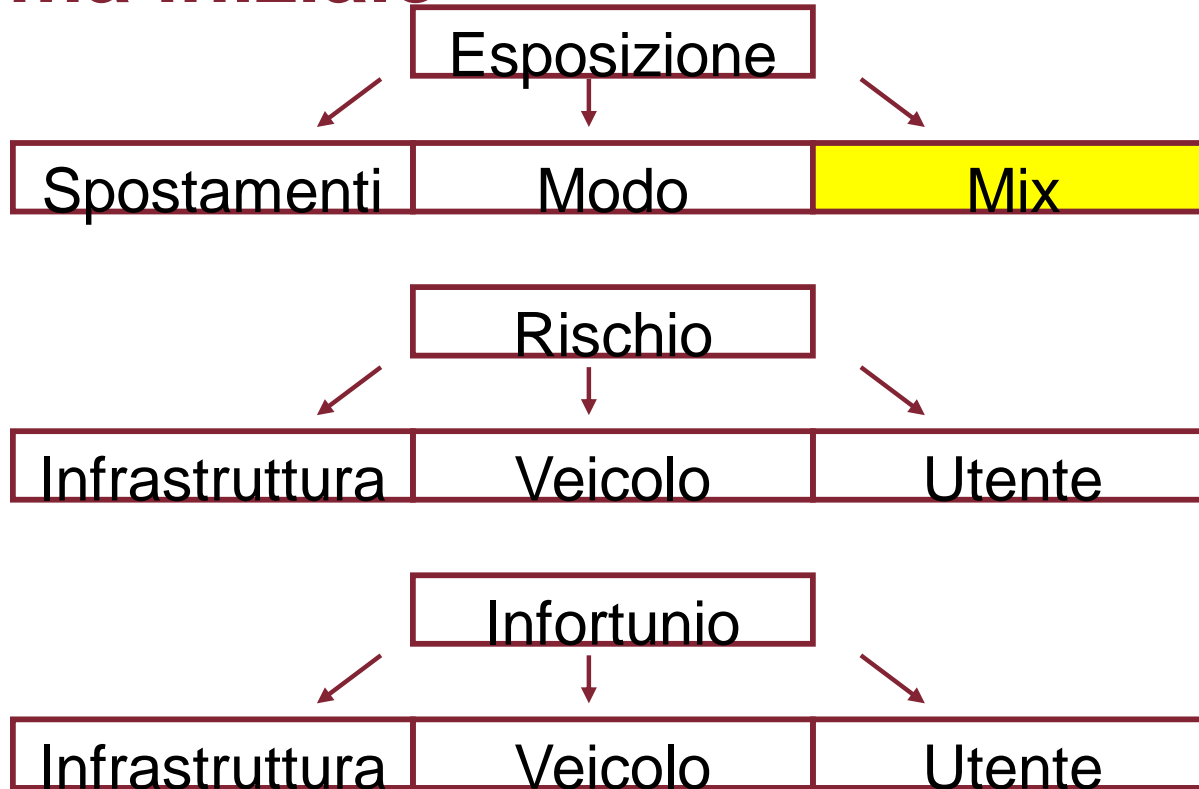 Esposizione
Spostamenti Modo Mix
Rischio
Infrastruttura Veicolo Utente
Infortunio
Infrastruttura Veicolo Utente